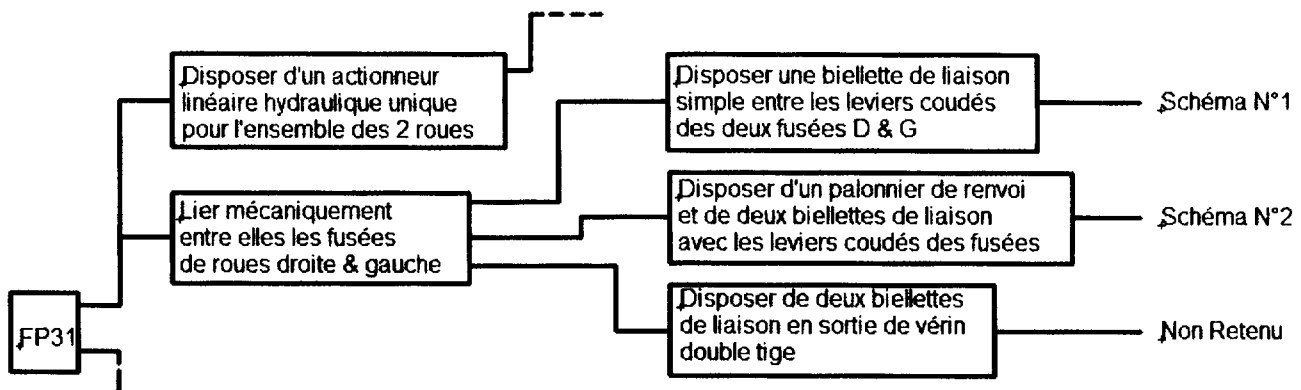 Disposer d'un actionneur
linéaire hydraulique unique
pour l'ensemble des 2 roues
Disposer une biellette de liaison
simple entre les leviers coudés
des deux fusées D & G
Schéma N°1
Lier mécaniquement
entre elles les fusées
de roues droite & gauche
Disposer d'un palonnier de renvoi
et de deux biellettes de liaison
avec les leviers coudés des fusées
Schéma N°2
FP31
Disposer de deux biellettes
de liaison en sortie de vérin
double tige
Non Retenu